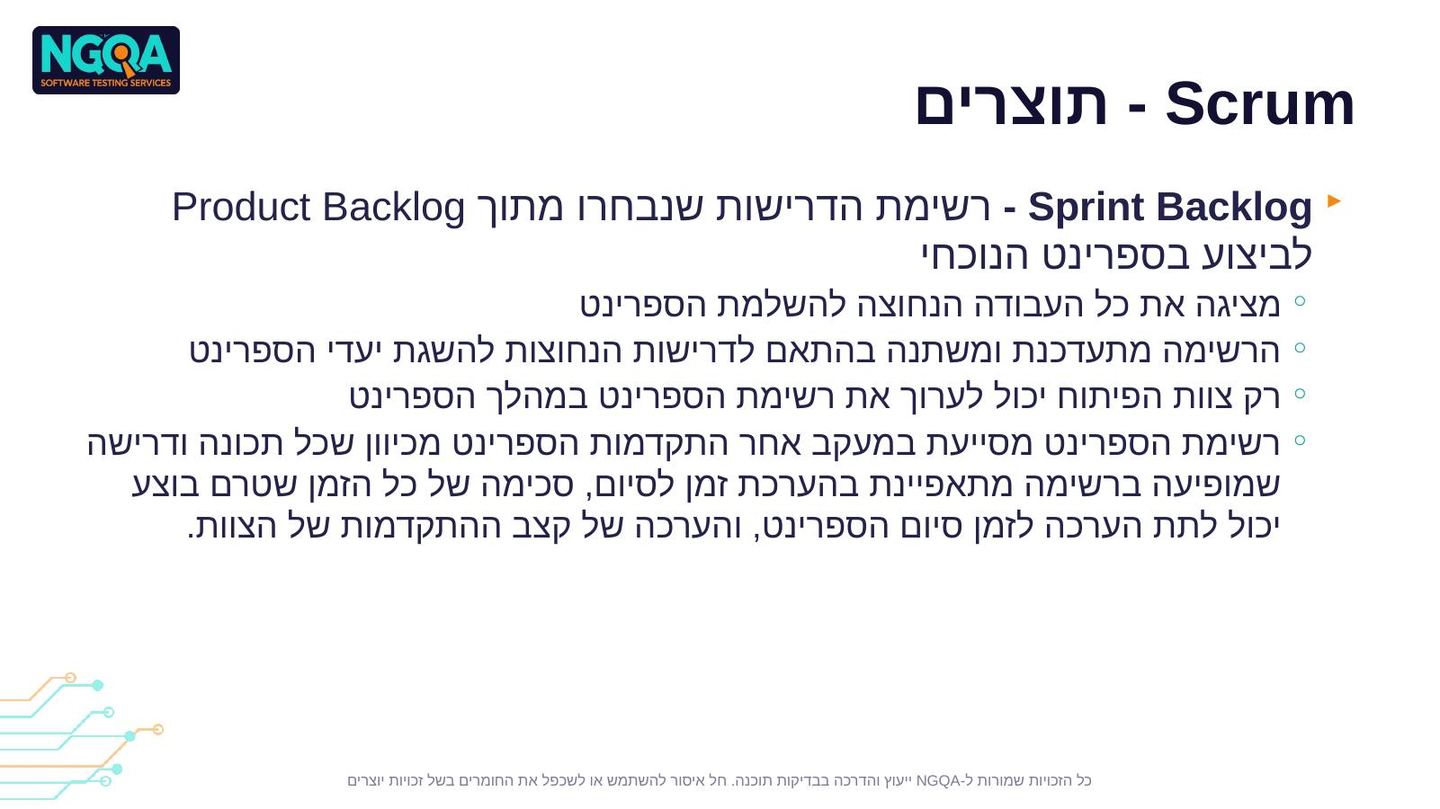 NGQA
SOFTWARE TESTING SERVICES
Scrum - תוצרים
Sprint Backlog - רשימת הדרישות שנבחרו מתוך Product Backlog
לביצוע בספרינט הנוכחי
מציגה את כל העבודה הנחוצה להשלמת הספרינט
הרשימה מתעדכנת ומשתנה בהתאם לדרישות הנחוצות להשגת יעדי הספרינט
רק צוות הפיתוח יכול לערוך את רשימת הספרינט במהלך הספרינט
רשימת הספרינט מסייעת במעקב אחר התקדמות הספרינט מכיוון שכל תכונה ודרישה
שמופיעה ברשימה מתאפיינת בהערכת זמן לסיום, סכימה של כל הזמן שטרם בוצע
יכול לתת הערכה לזמן סיום הספרינט, והערכה של קצב ההתקדמות של הצוות.
כל הזכויות שמורות ל-NGQA ייעוץ והדרכה בבדיקות תוכנה. חל איסור להשתמש או לשכפל את החומרים בשל זכויות יוצרים